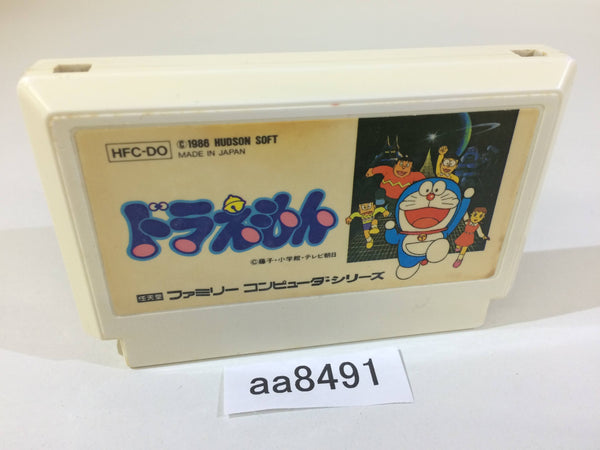 HFC-DO ©1986 HUDSON SOFT
MADE IN JAPAN
ドラえもん
©藤子・小学館・テレビ朝日
任天堂 ファミリー コンピュータ・シリーズ
aa8491